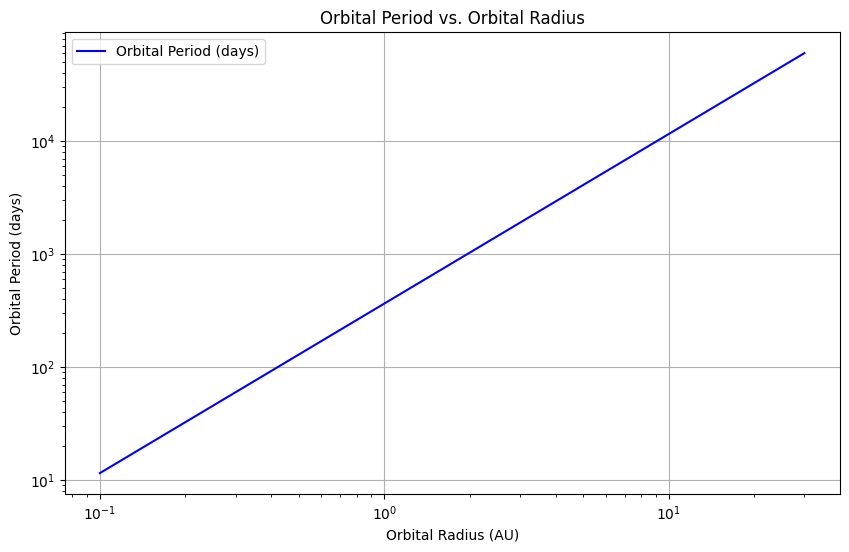 Orbital Period vs. Orbital Radius
Orbital Period (days)
Orbital Period (days)
10⁴
10³
10²
10¹
10⁻¹
10⁰
10¹
Orbital Radius (AU)